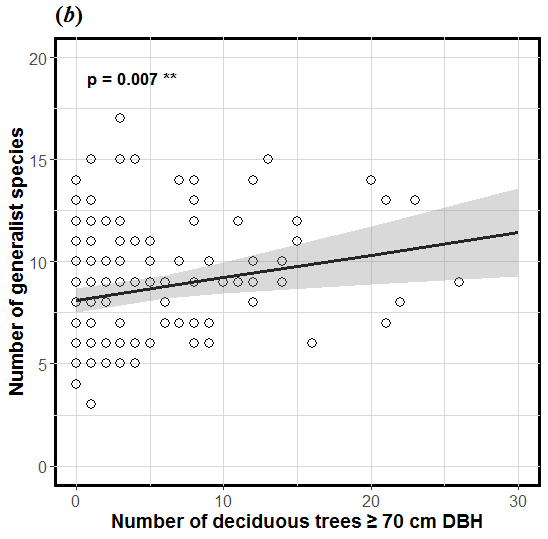 (b)
p = 0.007 **
Number of generalist species
20
15
10
5
0
0 10 20 30
Number of deciduous trees ≥ 70 cm DBH